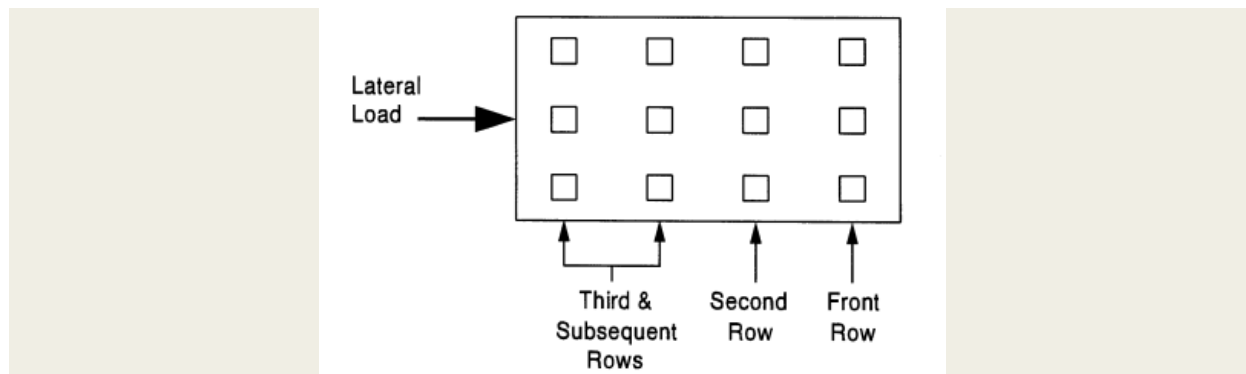 Lateral
Load
Third &
Subsequent
Rows
Second
Row
Front
Row